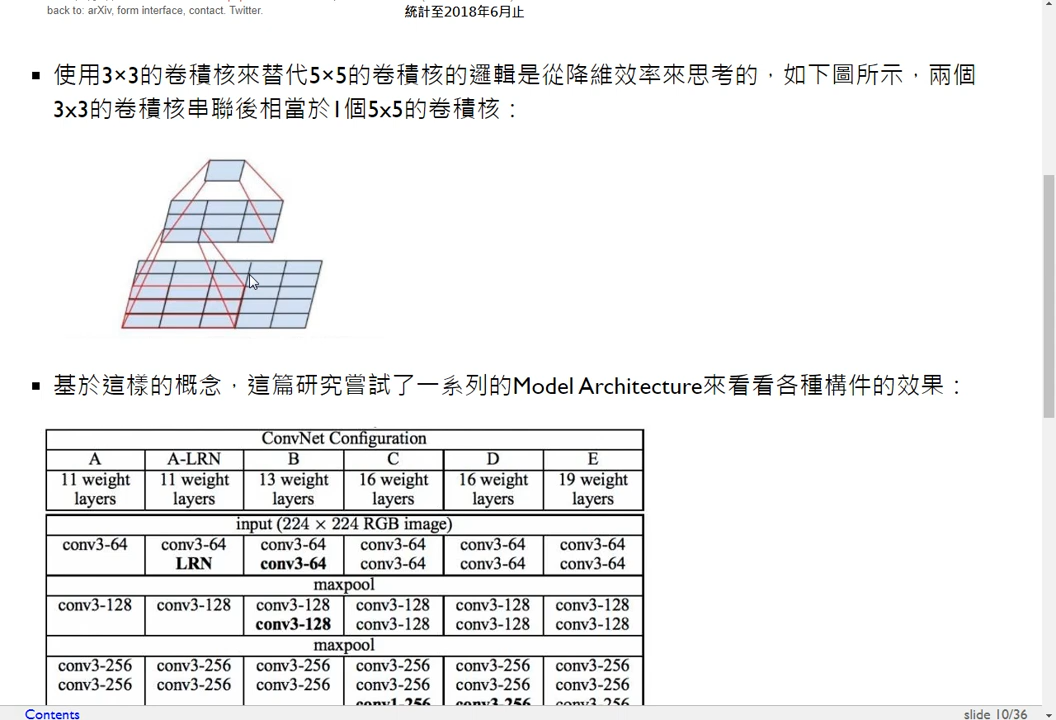 back to: arXiv, form interface, contact. Twitter.
統計至2018年6月止
▪ 使用3×3的卷積核來替代5×5的卷積核的邏輯是從降維效率來思考的，如下圖所示，兩個
3x3的卷積核串聯後相當於1個5x5的卷積核：
▪ 基於這樣的概念，這篇研究嘗試了一系列的Model Architecture來看看各種構件的效果：
ConvNet Configuration
A A-LRN B C D E
11 weight 11 weight 13 weight 16 weight 16 weight 19 weight
layers layers layers layers layers layers
input (224 × 224 RGB image)
conv3-64 conv3-64 conv3-64 conv3-64 conv3-64 conv3-64
LRN conv3-64 conv3-64 conv3-64 conv3-64
maxpool
conv3-128 conv3-128 conv3-128 conv3-128 conv3-128 conv3-128
conv3-128 conv3-128 conv3-128 conv3-128
maxpool
conv3-256 conv3-256 conv3-256 conv3-256 conv3-256 conv3-256
conv3-256 conv3-256 conv3-256 conv3-256 conv3-256 conv3-256
conv1-256 conv3-256 conv3-256
Contents slide 10/36